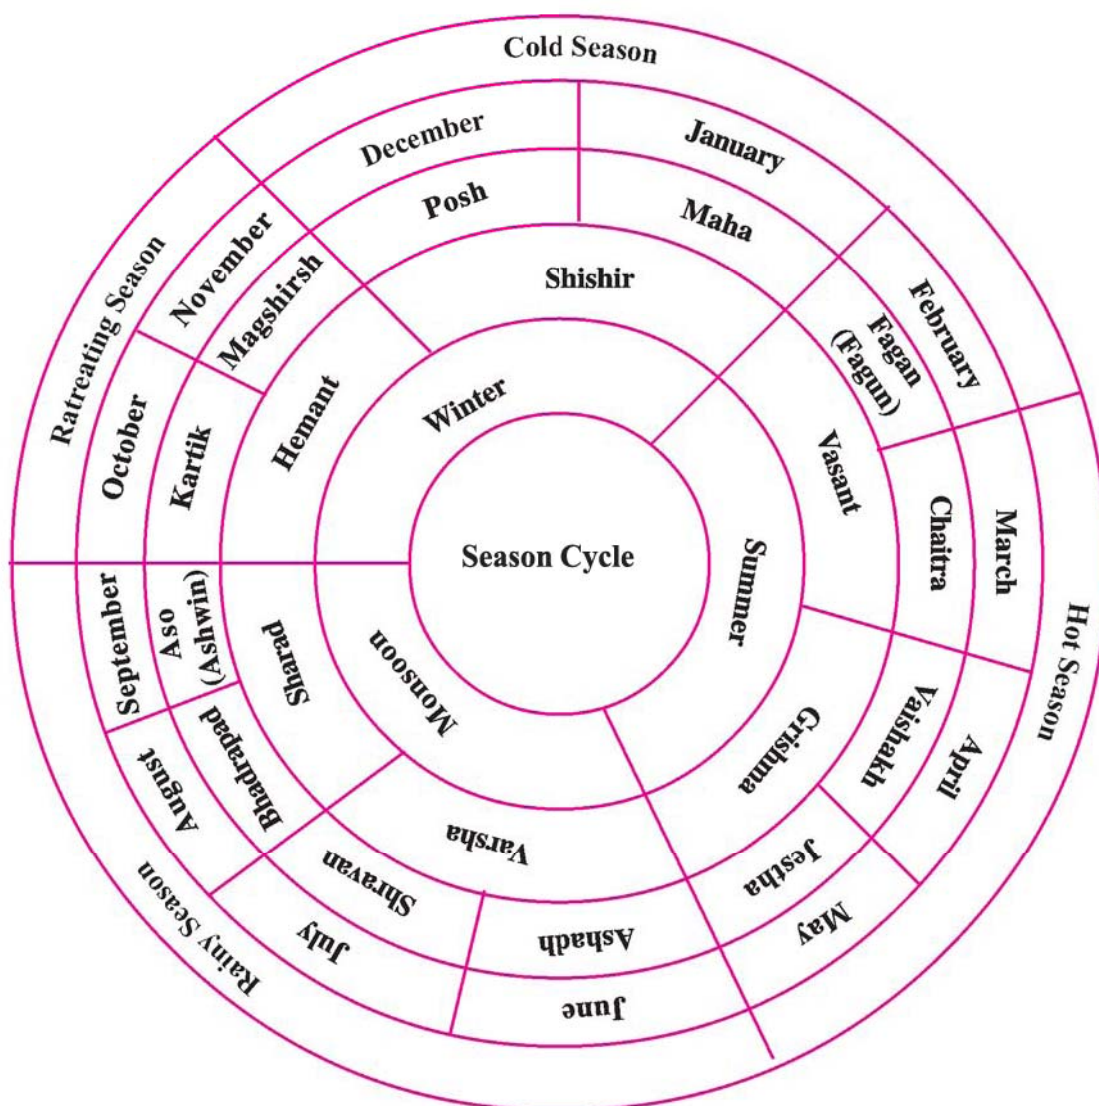 Cold Season
December
January
Posh
Maha
Shishir
Winter
February
Fagan
(Fagun)
Vasant
Summer
Hot Season
March
Chaitra
April
Vaishakh
Grishma
May
Jestha
June
Ashadh
Varsha
July
Shravan
Rainy Season
August
Bhadrapad
Monsoon
Sharad
September
Aso
(Ashwin)
Ratreating Season
October
Kartik
Hemant
November
Magshirsh
Season Cycle